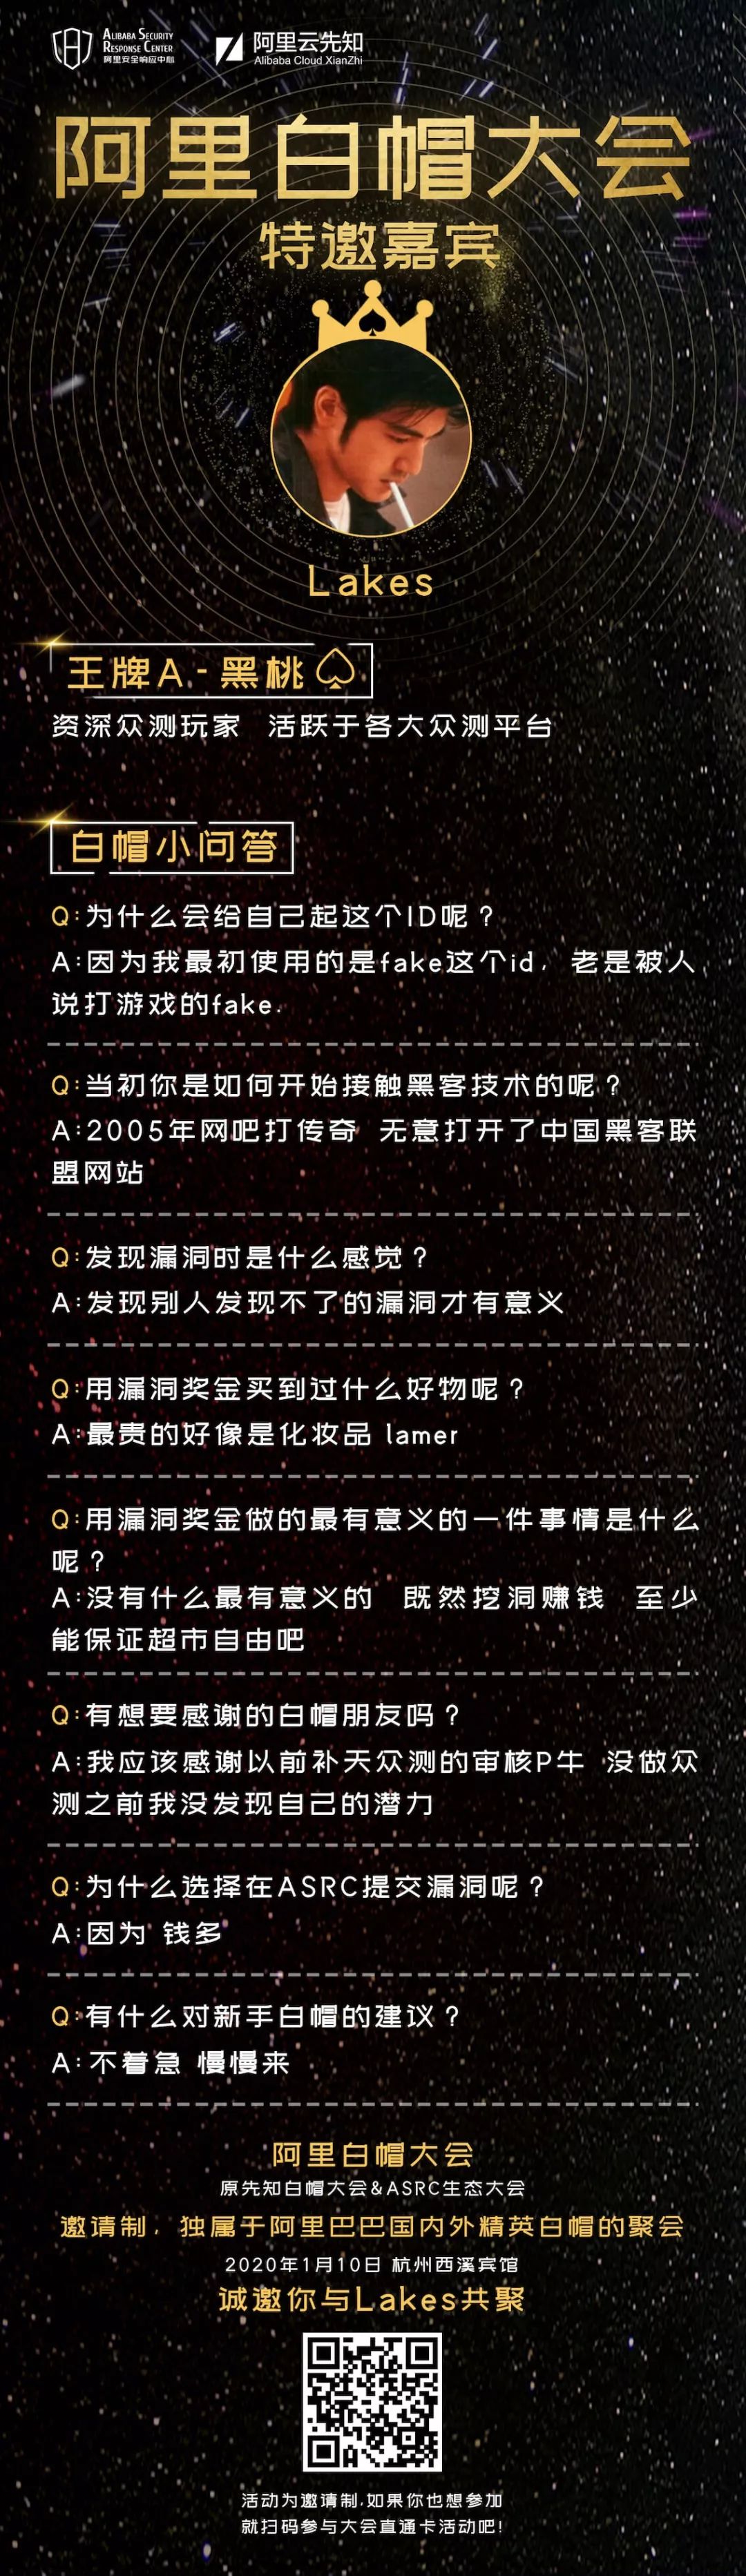 ALIBABA SECURITY
RESPONSE CENTER
阿里安全响应中心
阿里云先知
Alibaba Cloud XianZhi
阿里白帽大会
特邀嘉宾
Lakes
王牌A-黑桃
资深众测玩家 活跃于各大众测平台
白帽小问答
Q:为什么会给自己起这个ID呢？
A:因为我最初使用的是fake这个id，老是被人
说打游戏的fake.
Q:当初你是如何开始接触黑客技术的呢？
A:2005年网吧打传奇 无意打开了中国黑客联
盟网站
Q:发现漏洞时是什么感觉？
A:发现别人发现不了的漏洞才有意义
Q:用漏洞奖金买到过什么好物呢？
A:最贵的好像是化妆品 lamer
Q:用漏洞奖金做的最有意义的一件事情是什么
呢？
A:没有什么最有意义的 既然挖洞赚钱 至少
能保证超市自由吧
Q:有想要感谢的白帽朋友吗？
A:我应该感谢以前补天众测的审核P牛 没做众
测之前我没发现自己的潜力
Q:为什么选择在ASRC提交漏洞呢？
A:因为 钱多
Q:有什么对新手白帽的建议？
A:不着急 慢慢来
阿里白帽大会
原先知白帽大会&ASRC生态大会
邀请制，独属于阿里巴巴国内外精英白帽的聚会
2020年1月10日 杭州西溪宾馆
诚邀你与Lakes共聚
活动为邀请制,如果你也想参加
就扫码参与大会直通卡活动吧!